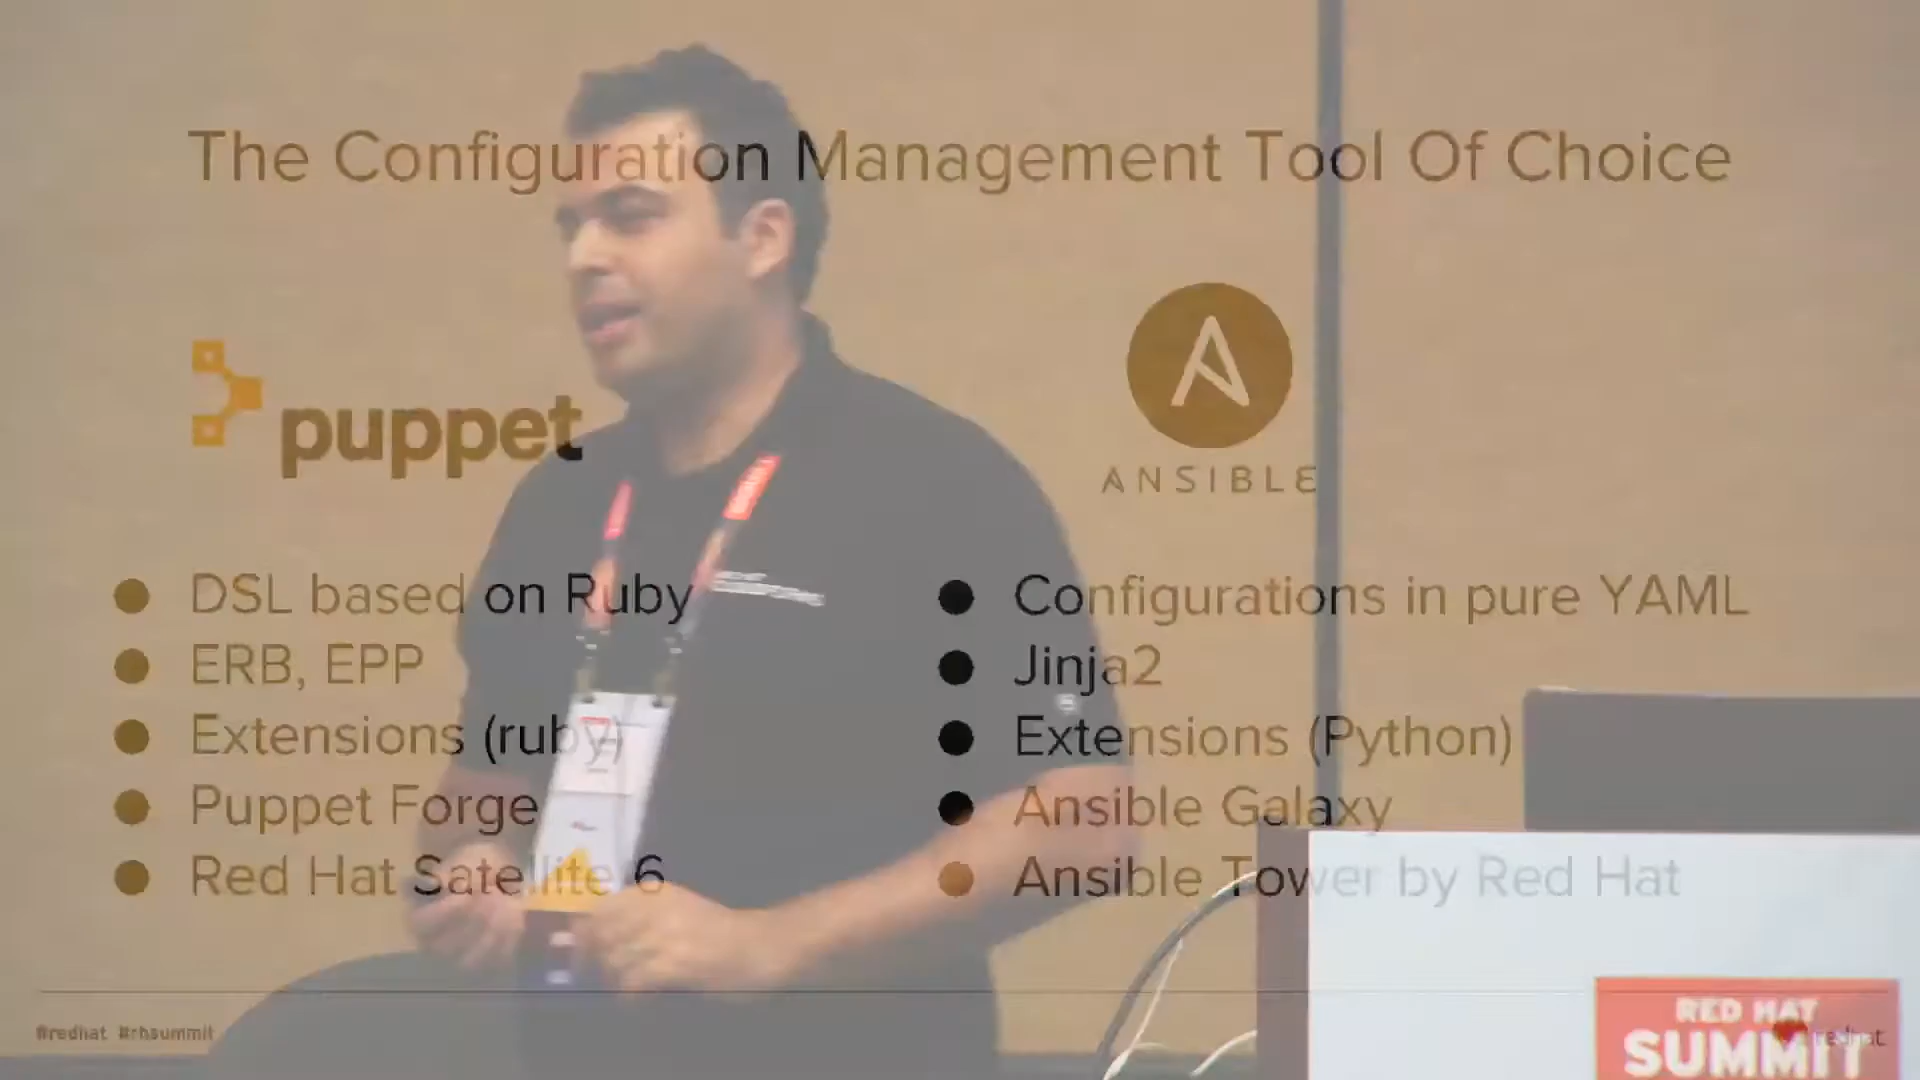 The Configuration Management Tool Of Choice
puppet
ANSIBLE
DSL based on Ruby
ERB, EPP
Extensions (ruby)
Puppet Forge
Red Hat Satellite 6
Configurations in pure YAML
Jinja2
Extensions (Python)
Ansible Galaxy
Ansible Tower by Red Hat
#redhat #rhsummit
redhat
RED HAT
SUMMIT